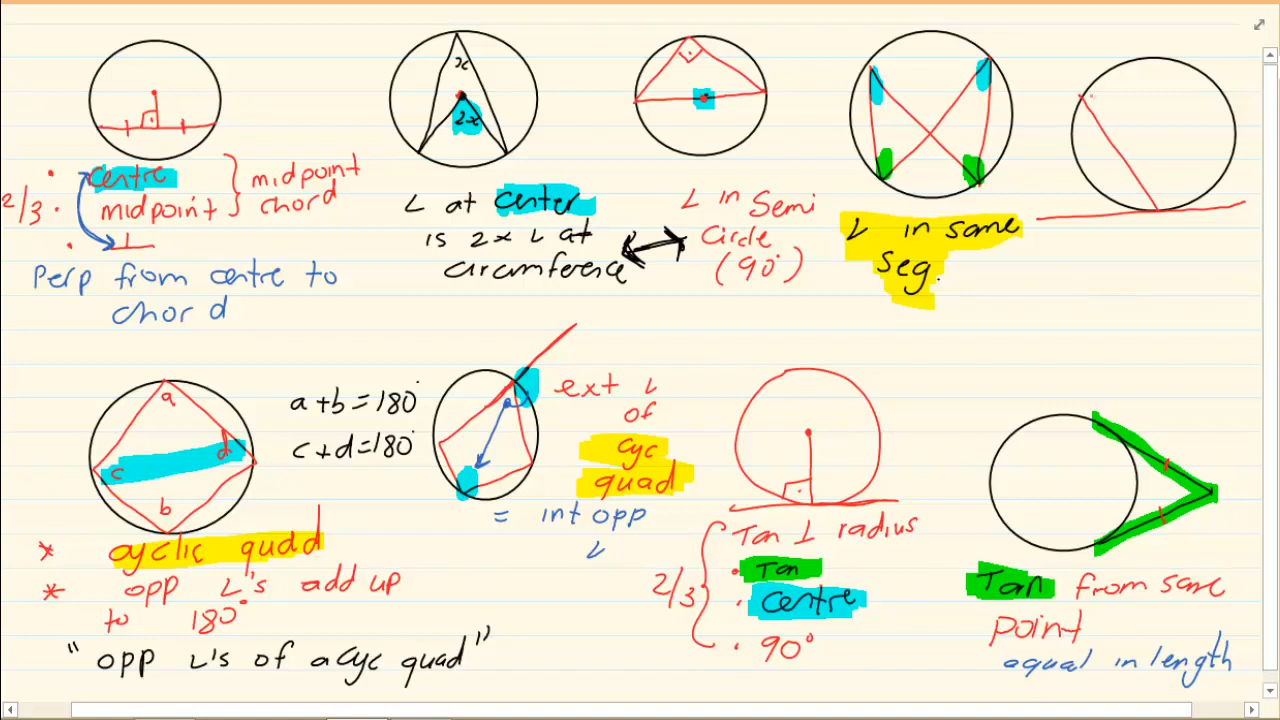 centre
midpoint
2/3
midpoint
chord
Perp from centre to
chord
x
2x
L at center
is 2x L at
circumference
L in Semi
Circle
(90°)
L in same
seg.
a
c
d
b
a+b=180°
c+d=180°
cyclic quad
* opp L's add up
to 180°
"opp L's of a cyc quad"
a
ext L
of
cyc
quad
= int opp
L
Tan ⊥ radius
2/3
Tan
centre
90°
Tan from same
point
aqual in length